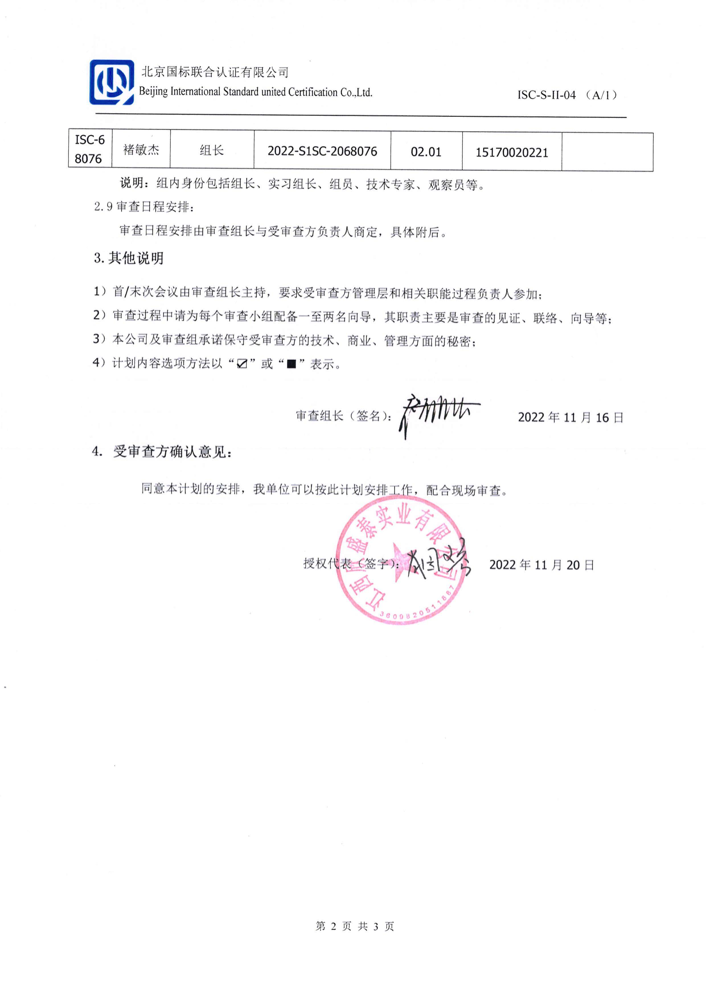 北京国标联合认证有限公司
Beijing International Standard united Certification Co.,Ltd.
ISC-S-II-04 （A/1）
ISC-6
8076
褚敏杰
组长
2022-S1SC-2068076
02.01
15170020221
说明：组内身份包括组长、实习组长、组员、技术专家、观察员等。
2.9审查日程安排：
审查日程安排由审查组长与受审查方负责人商定，具体附后。
3.其他说明
1）首/末次会议由审查组长主持，要求受审查方管理层和相关职能过程负责人参加；
2）审查过程中请为每个审查小组配备一至两名向导，其职责主要是审查的见证、联络、向导等；
3）本公司及审查组承诺保守受审查方的技术、商业、管理方面的秘密；
4）计划内容选项方法以“☑”或“■”表示。
审查组长（签名）：
2022 年 11 月 16 日
4. 受审查方确认意见：
同意本计划的安排，我单位可以按此计划安排工作，配合现场审查。
江西欣盛泰实业有限公司
授权代表（签字）：
2022 年 11 月 20 日
3609820511887
第 2 页 共 3 页